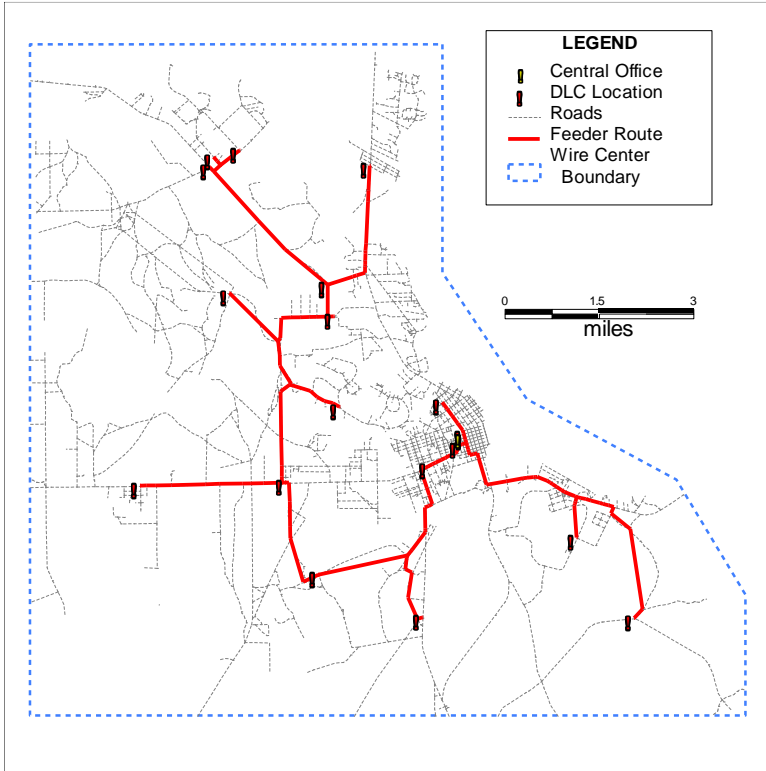 LEGEND
Central Office
DLC Location
Roads
Feeder Route
Wire Center
Boundary
0 1.5 3
miles